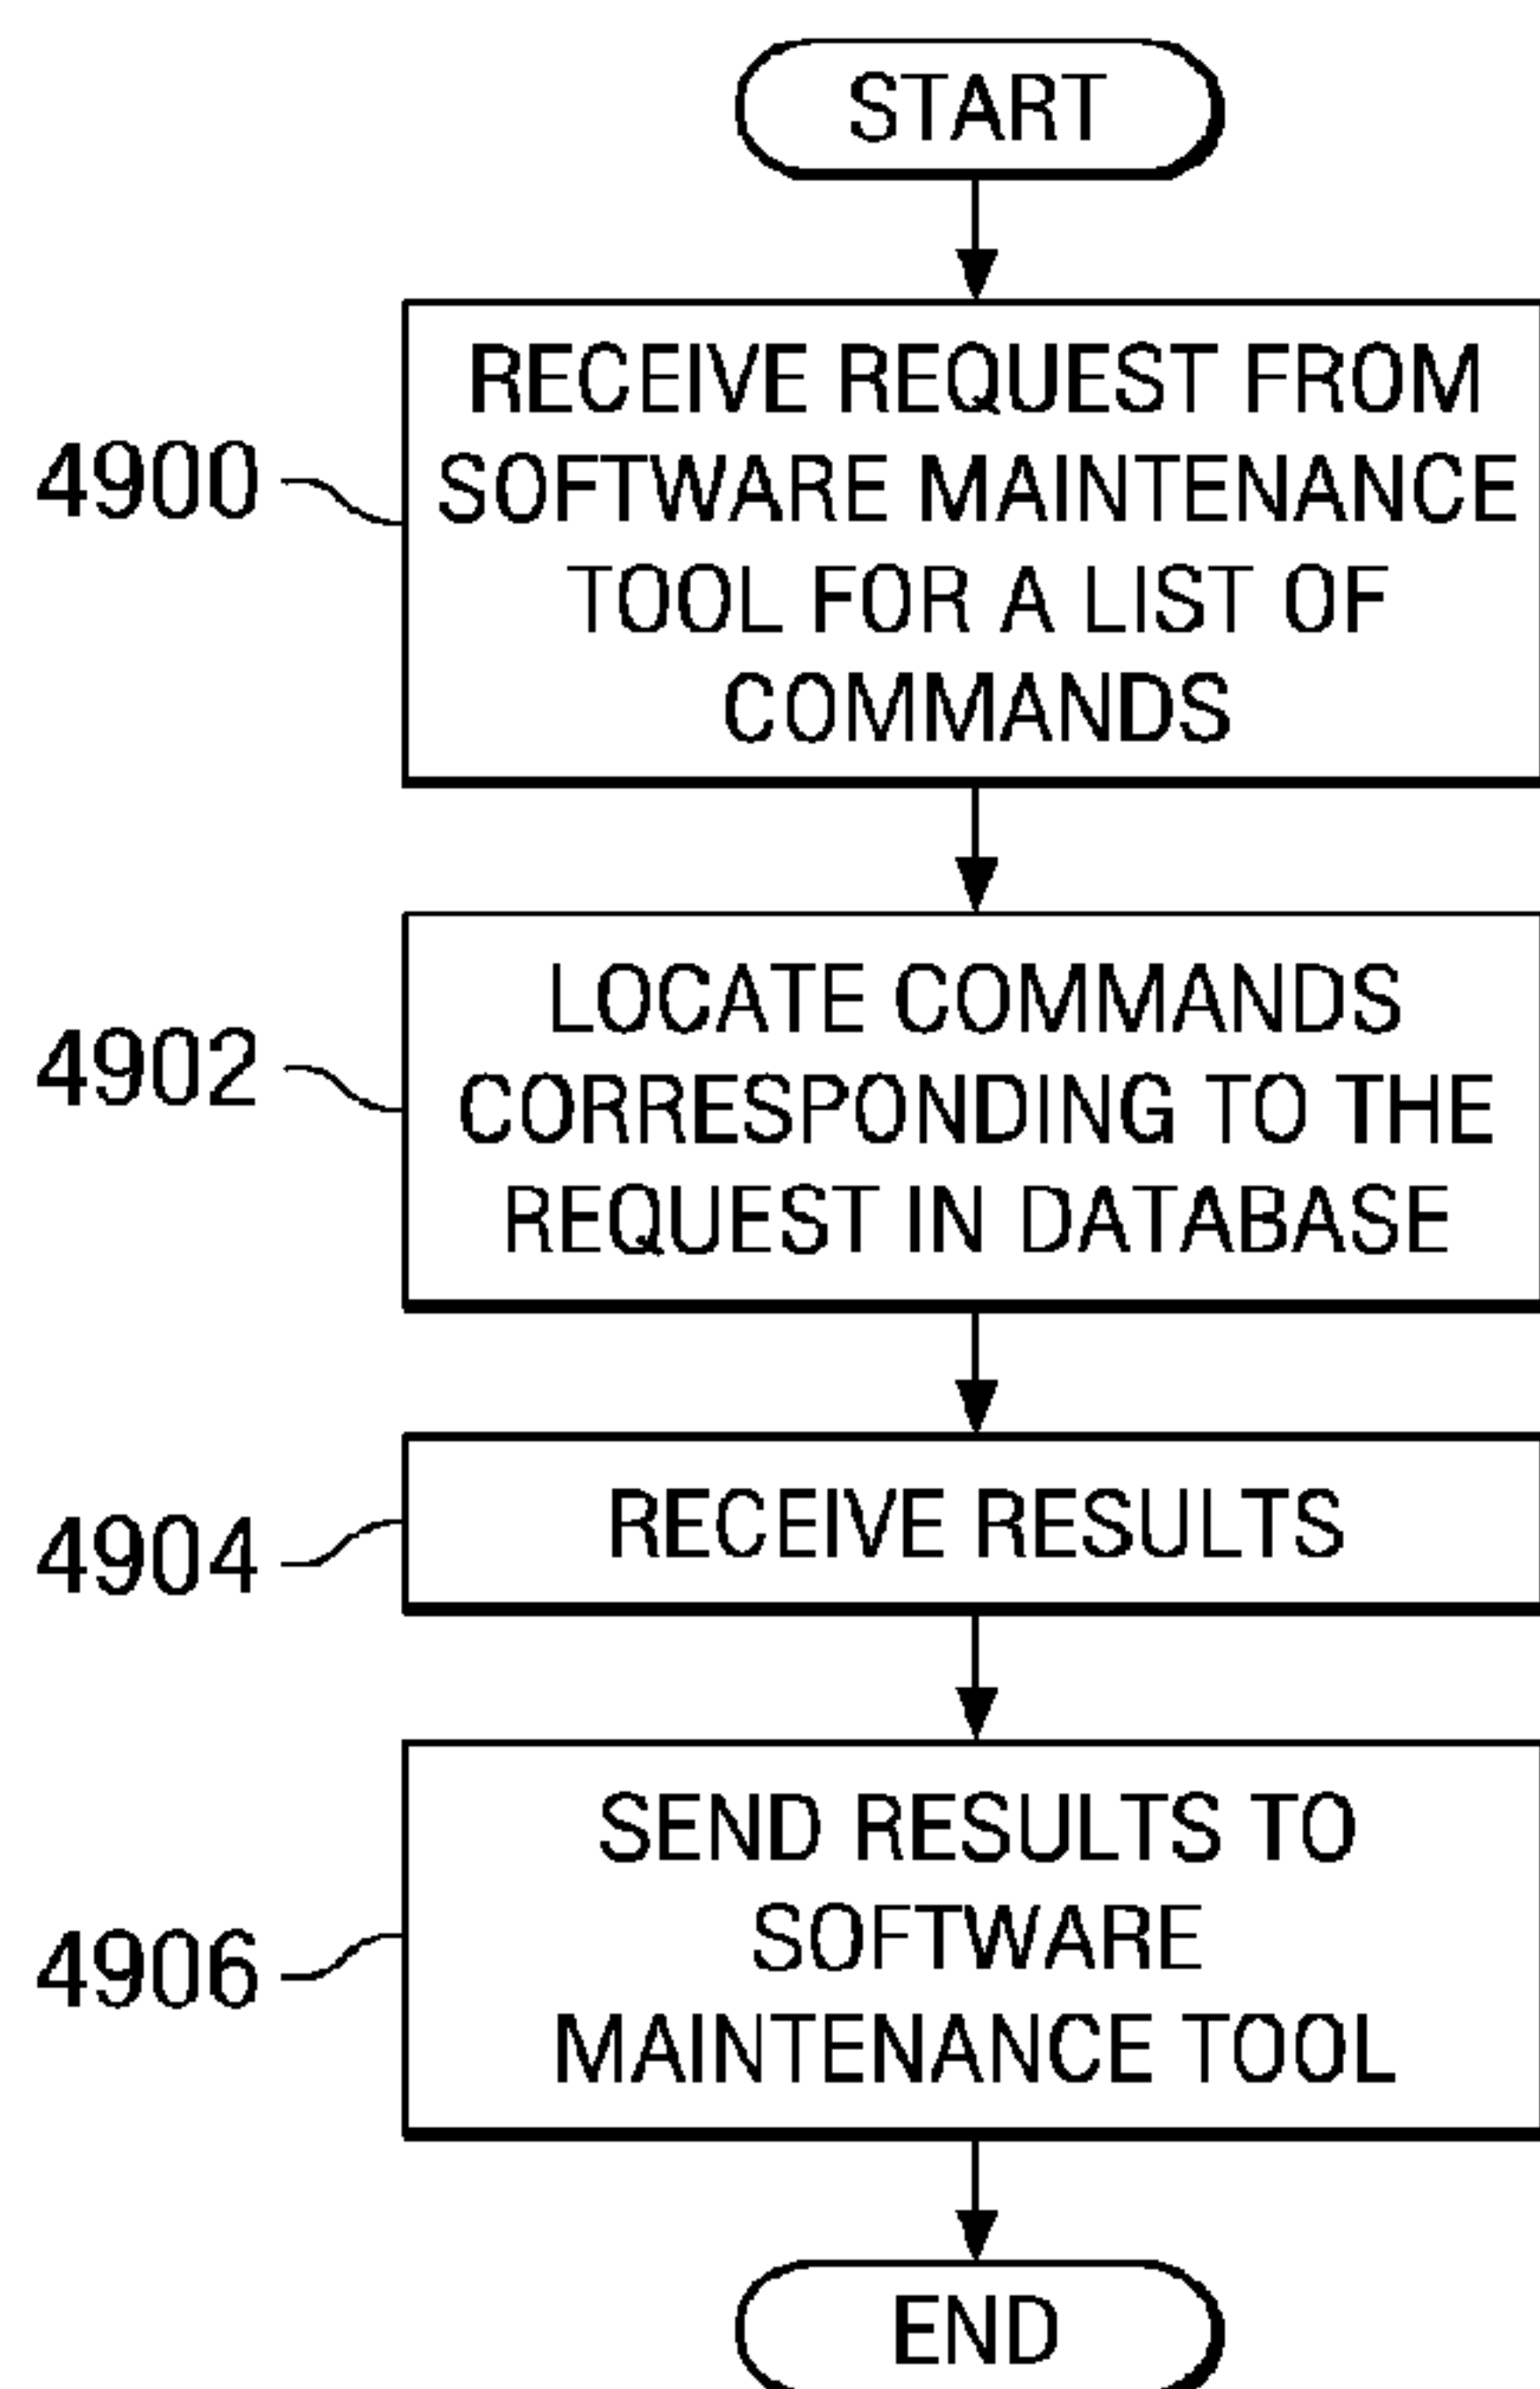 START
RECEIVE REQUEST FROM
SOFTWARE MAINTENANCE
TOOL FOR A LIST OF
COMMANDS
4900
LOCATE COMMANDS
CORRESPONDING TO THE
REQUEST IN DATABASE
4902
RECEIVE RESULTS
4904
SEND RESULTS TO
SOFTWARE
MAINTENANCE TOOL
4906
END